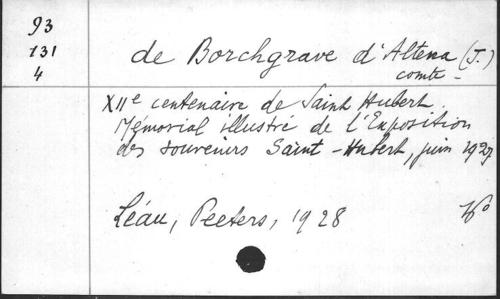 93
131
4
de Borchgrave d'Altena (J.)
comte -
XIIe centenaire de Saint Hubert.
Mémorial illustré de l'Exposition
des souvenirs Saint-Hubert, juin 1927
Léau, Peeters, 1928